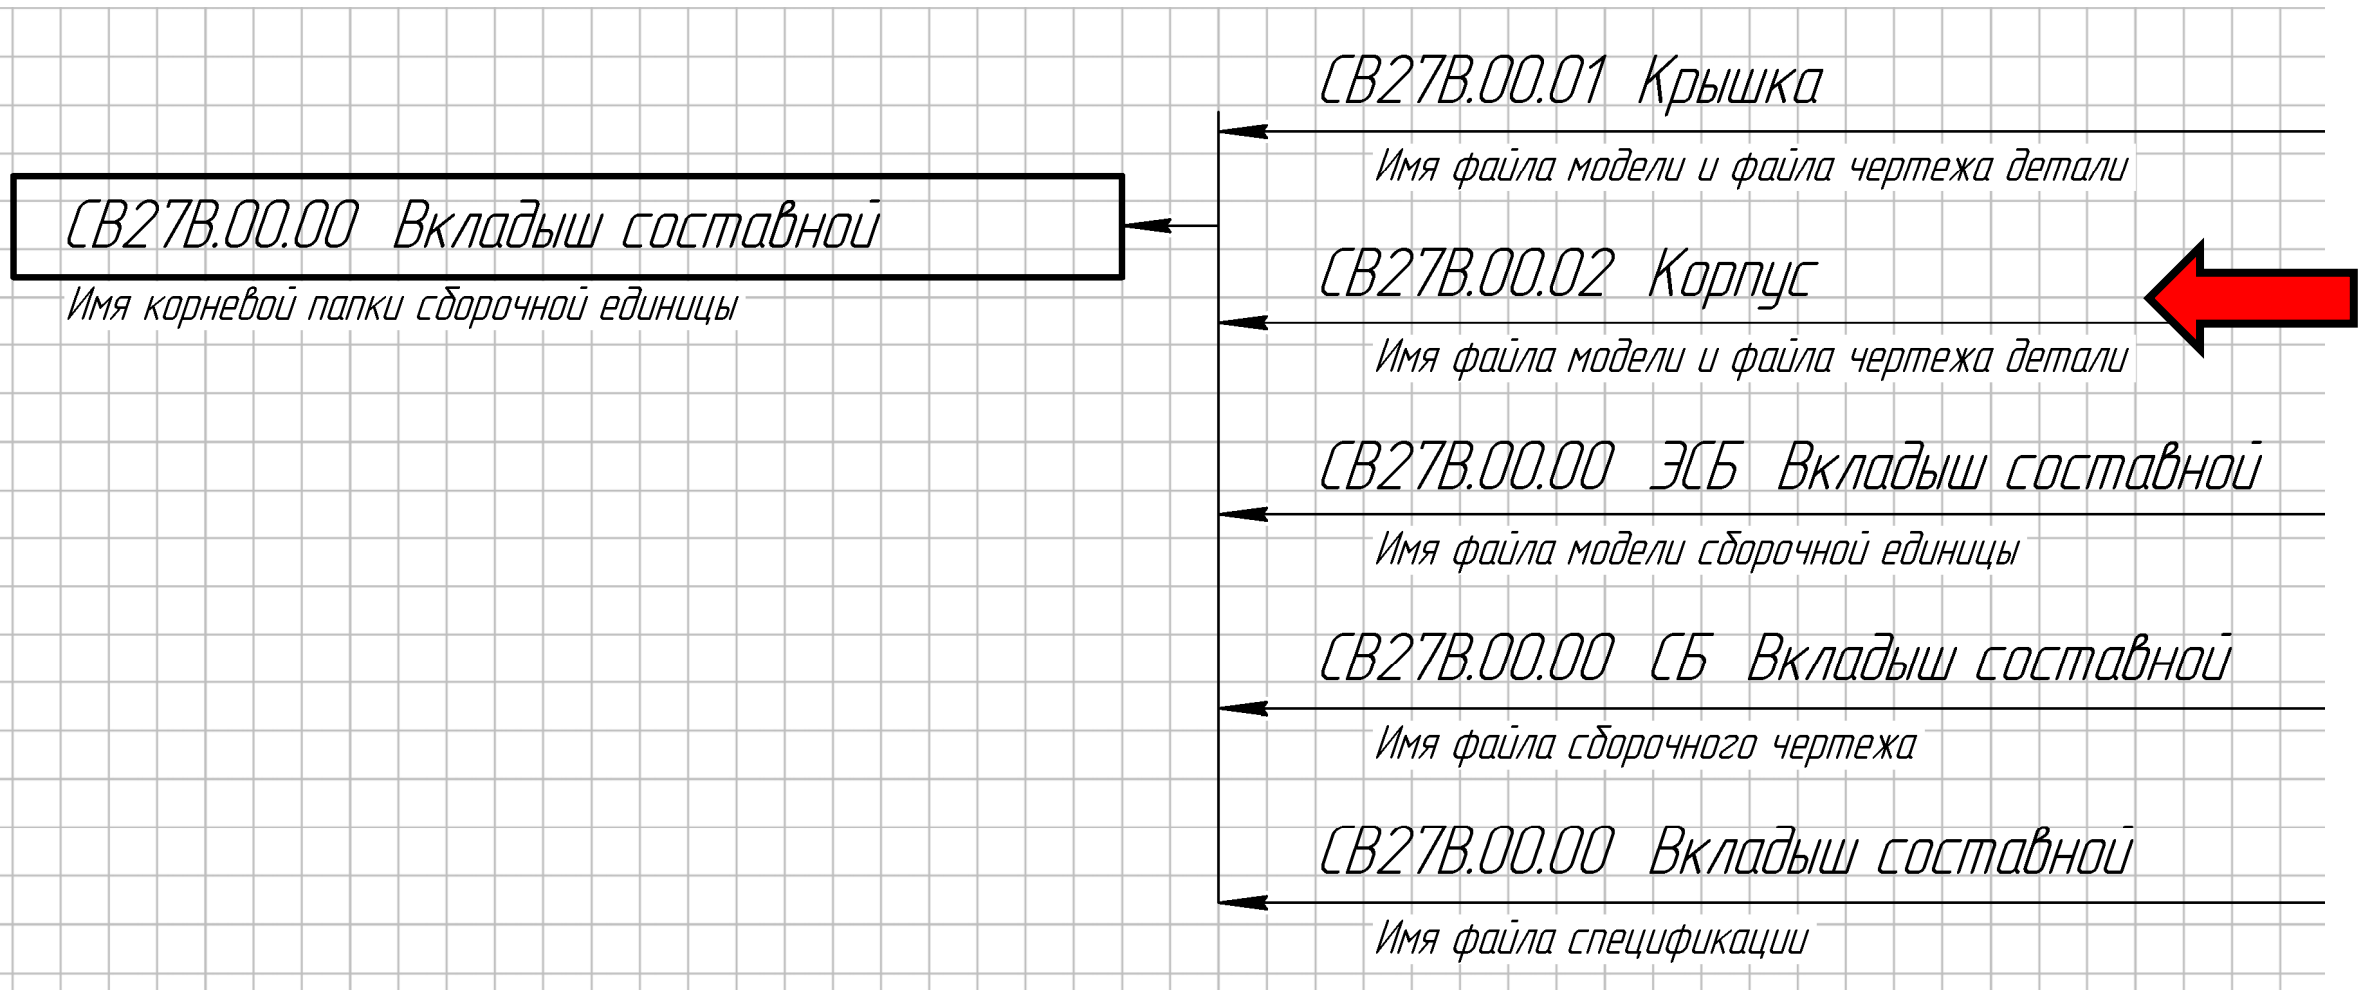 СВ27В.00.00 Вкладыш составной
Имя корневой папки сборочной единицы
СВ27В.00.01 Крышка
Имя файла модели и файла чертежа детали
СВ27В.00.02 Корпус
Имя файла модели и файла чертежа детали
СВ27В.00.00 ЭСБ Вкладыш составной
Имя файла модели сборочной единицы
СВ27В.00.00 СБ Вкладыш составной
Имя файла сборочного чертежа
СВ27В.00.00 Вкладыш составной
Имя файла спецификации